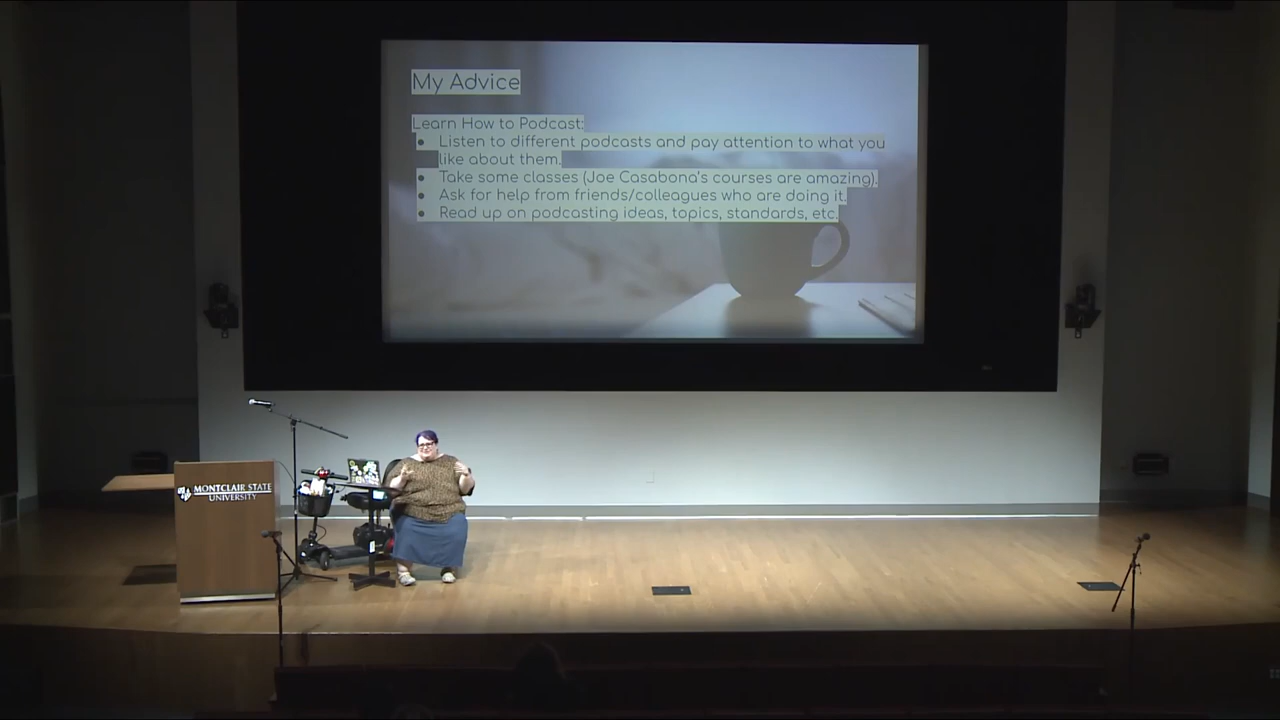 My Advice
Learn How to Podcast:
● Listen to different podcasts and pay attention to what you
like about them.
● Take some classes (Joe Casabona's courses are amazing).
● Ask for help from friends/colleagues who are doing it.
● Read up on podcasting ideas, topics, standards, etc.
MONTCLAIR STATE
UNIVERSITY